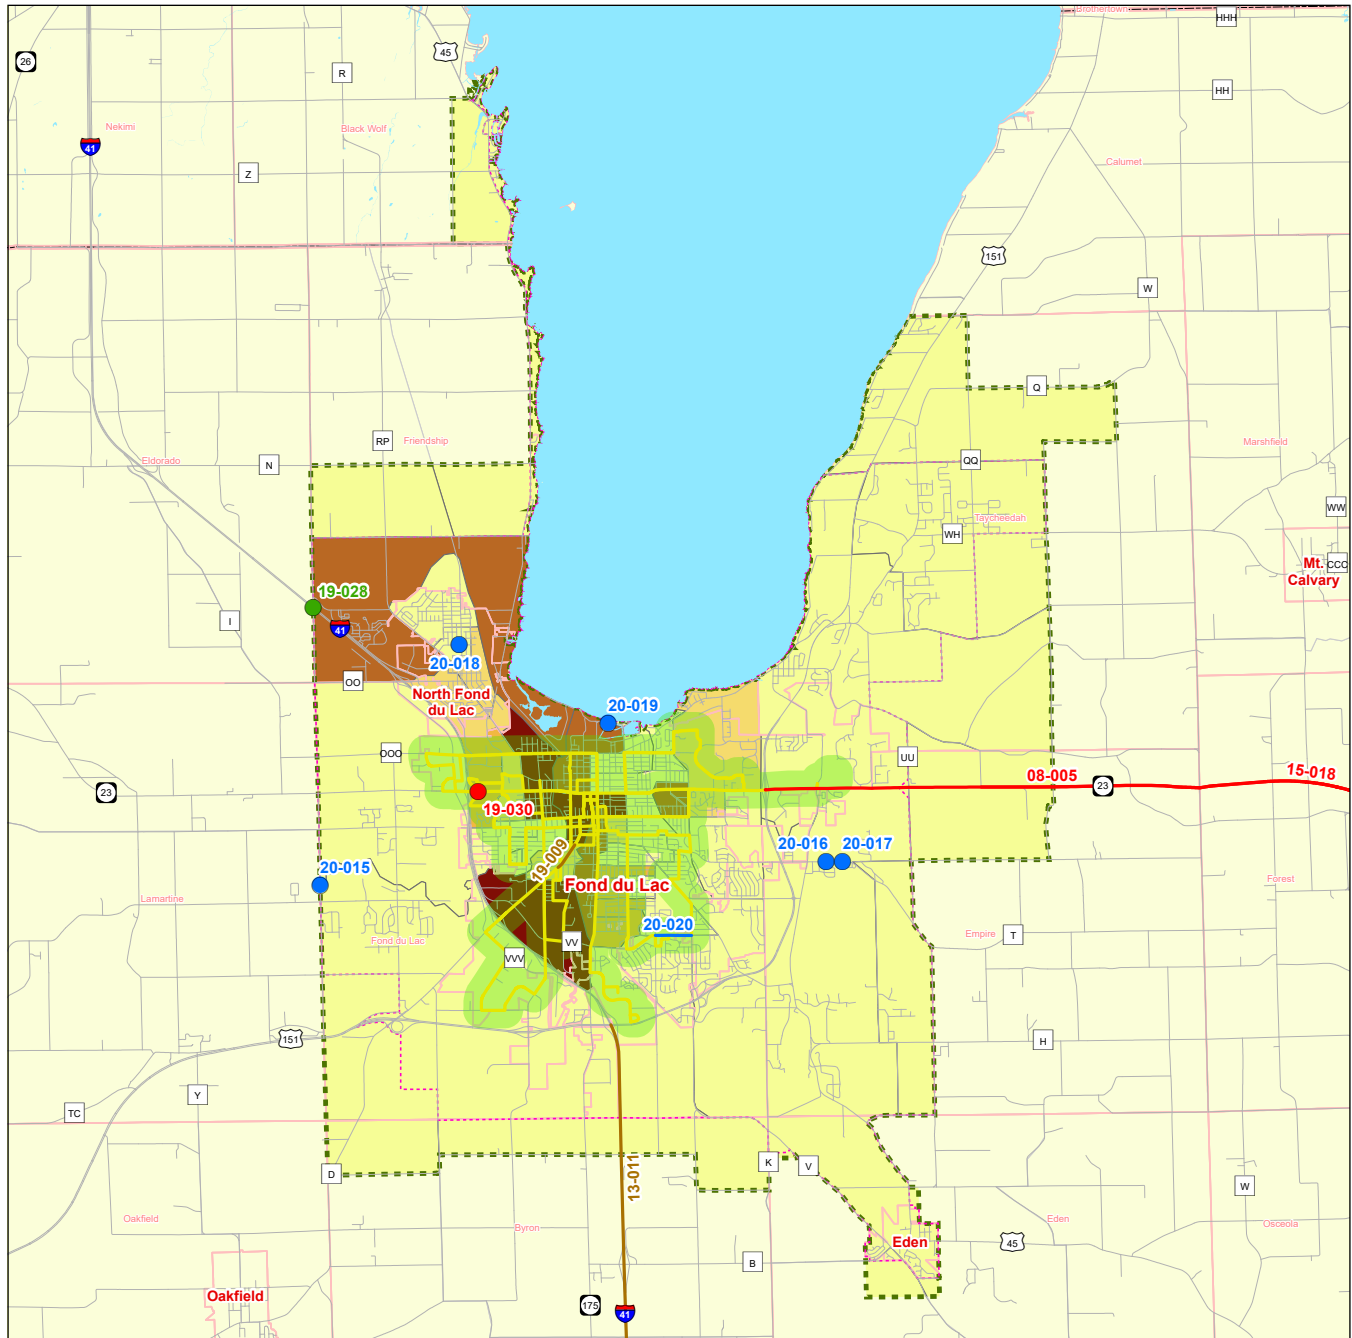 Brothertown
HHH
45
26
R
HH
Nekimi
Black Wolf
41
Calumet
Z
151
W
Q
RP
Friendship
Marshfield
Eldorado
N
QQ
WW
Taycheedah
WH
Mt.
Calvary
CCC
19-028
I
41
20-018
OO
North Fond
du Lac
20-019
OOO
UU
08-005
15-018
23
23
19-030
20-016
20-017
19-009
20-015
Fond du Lac
Forest
Lamartine
20-020
Empire
T
Fond du Lac
VV
VVV
151
H
Y
TC
K
V
D
13-011
W
Oakfield
Byron
Eden
Osceola
Eden
45
B
Oakfield
175
41